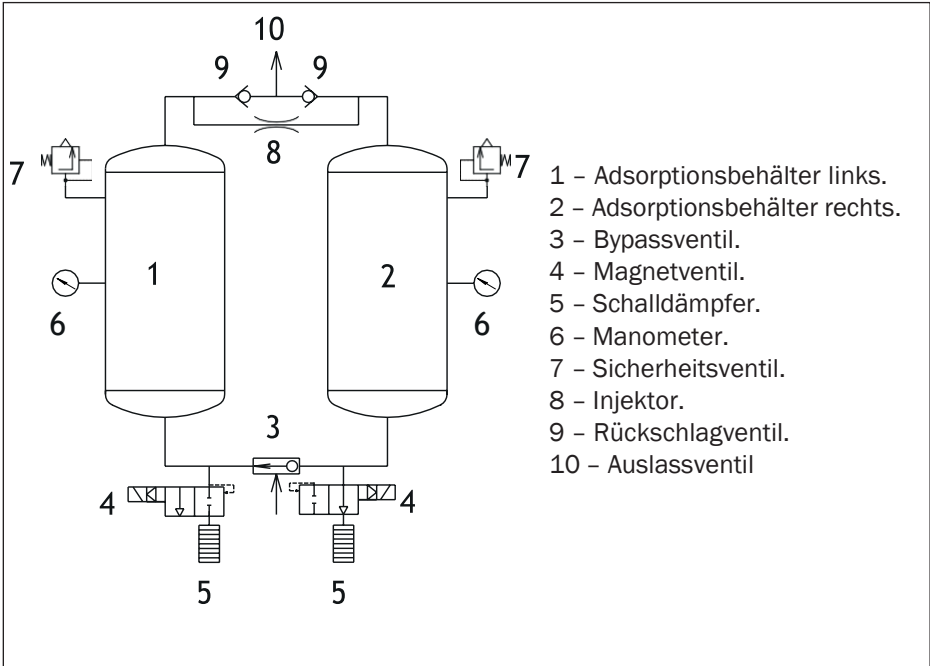 10
9 9
8
7 7
1 – Adsorptionsbehälter links.
2 – Adsorptionsbehälter rechts.
3 – Bypassventil.
4 – Magnetventil.
5 – Schalldämpfer.
6 – Manometer.
7 – Sicherheitsventil.
8 – Injektor.
9 – Rückschlagventil.
10 – Auslassventil
1 2
6 6
3
4 4
5 5